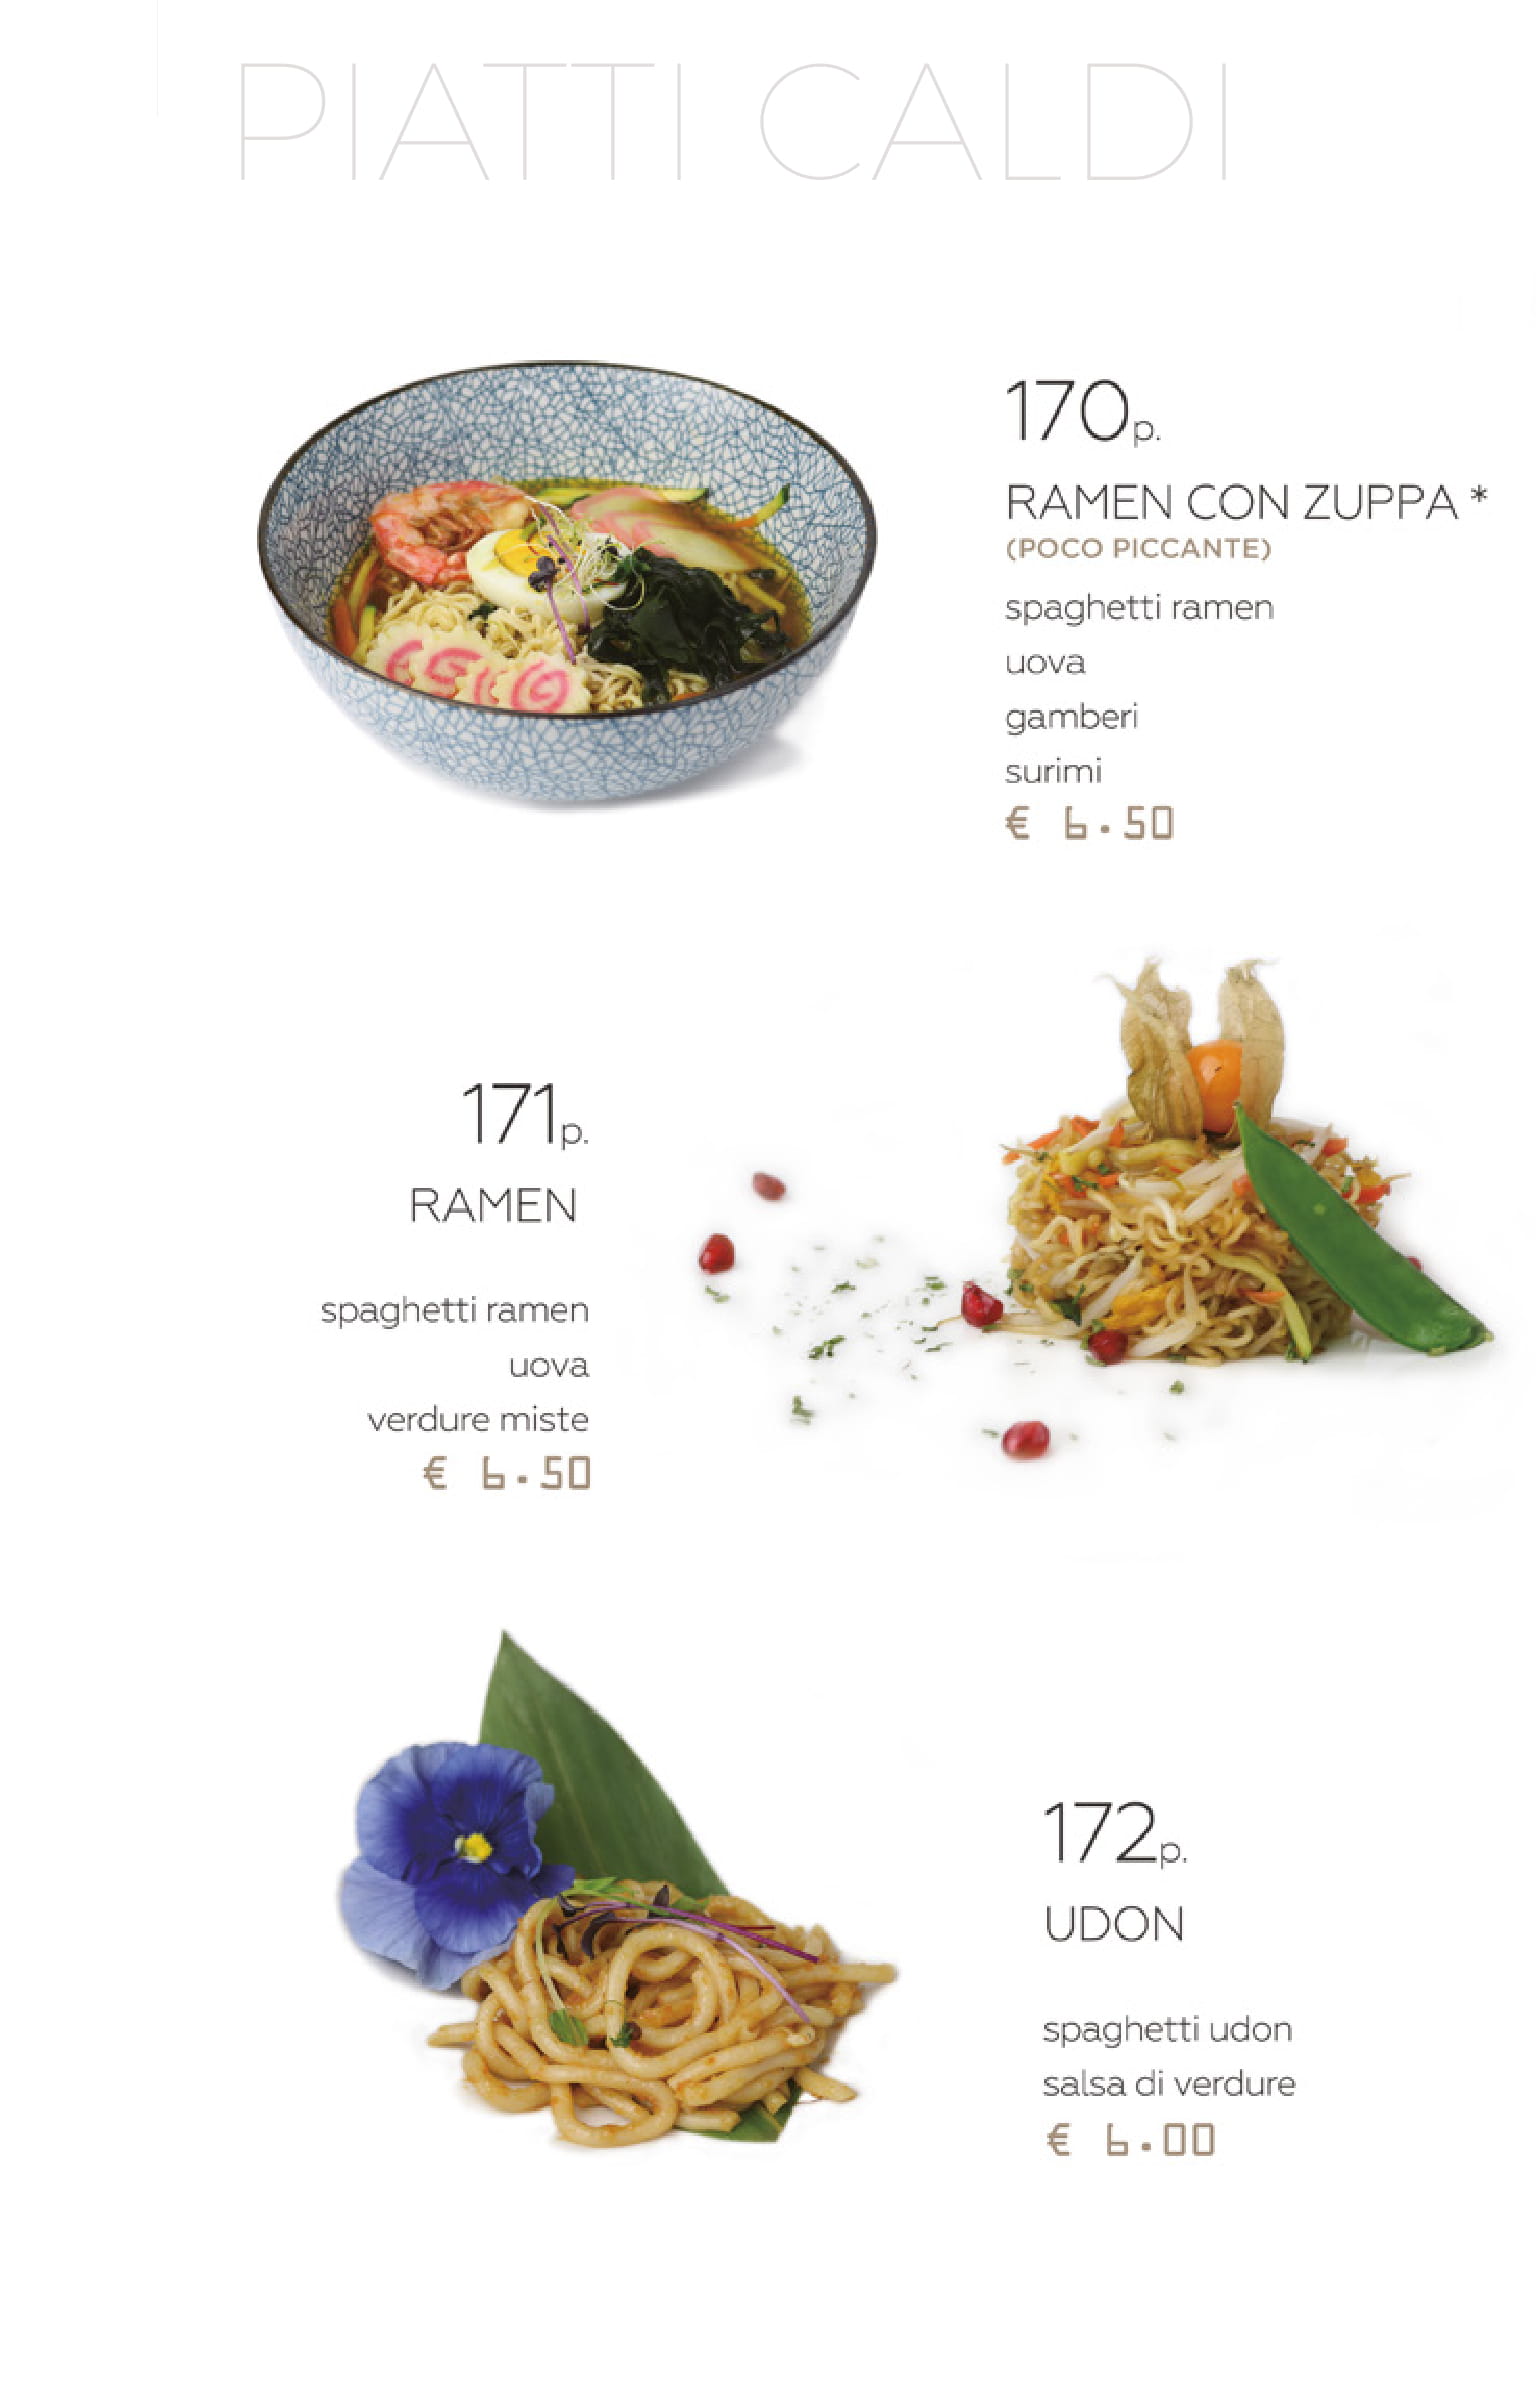 PIATTI CALDI
170p.
RAMEN CON ZUPPA *
(POCO PICCANTE)
spaghetti ramen
uova
gamberi
surimi
€ 6.50
171p.
RAMEN
spaghetti ramen
uova
verdure miste
€ 6.50
172p.
UDON
spaghetti udon
salsa di verdure
€ 6.00